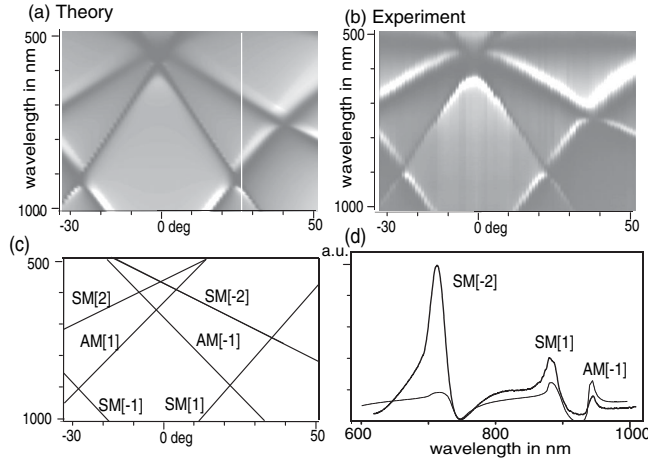 (a) Theory
(b) Experiment
wavelength in nm
500
1000
-30
0 deg
50
wavelength in nm
500
1000
-30
0 deg
50
(c)
500
1000
SM[2]
SM[-2]
AM[1]
AM[-1]
SM[-1]
SM[1]
-30
0 deg
50
(d)
a.u.
SM[-2]
SM[1]
AM[-1]
600
800
1000
wavelength in nm